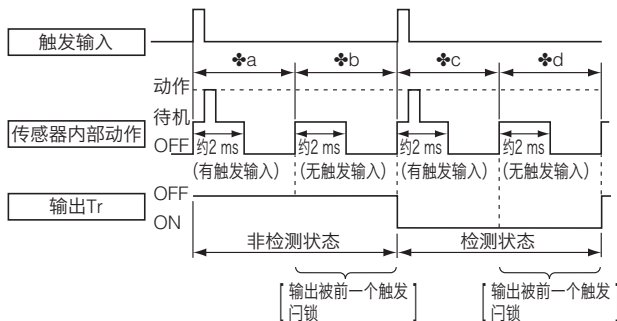 触发输入
✤a ✤b ✤c ✤d
动作
待机
传感器内部动作
OFF
约2 ms 约2 ms 约2 ms 约2 ms
(有触发输入) (无触发输入) (有触发输入) (无触发输入)
输出Tr
OFF
ON
非检测状态 检测状态
[输出被前一个触发
闩锁]
[输出被前一个触发
闩锁]